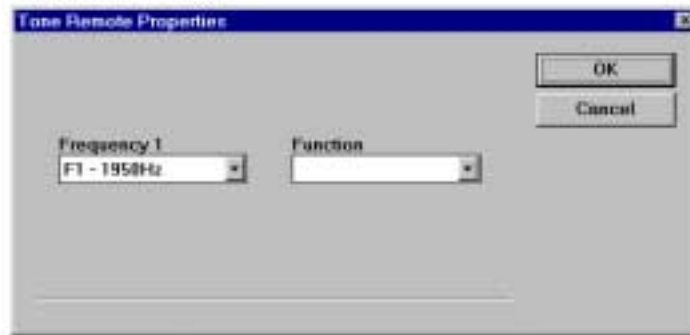 Tone Remote Properties
OK
Cancel
Frequency 1
Function
F1 - 1950Hz